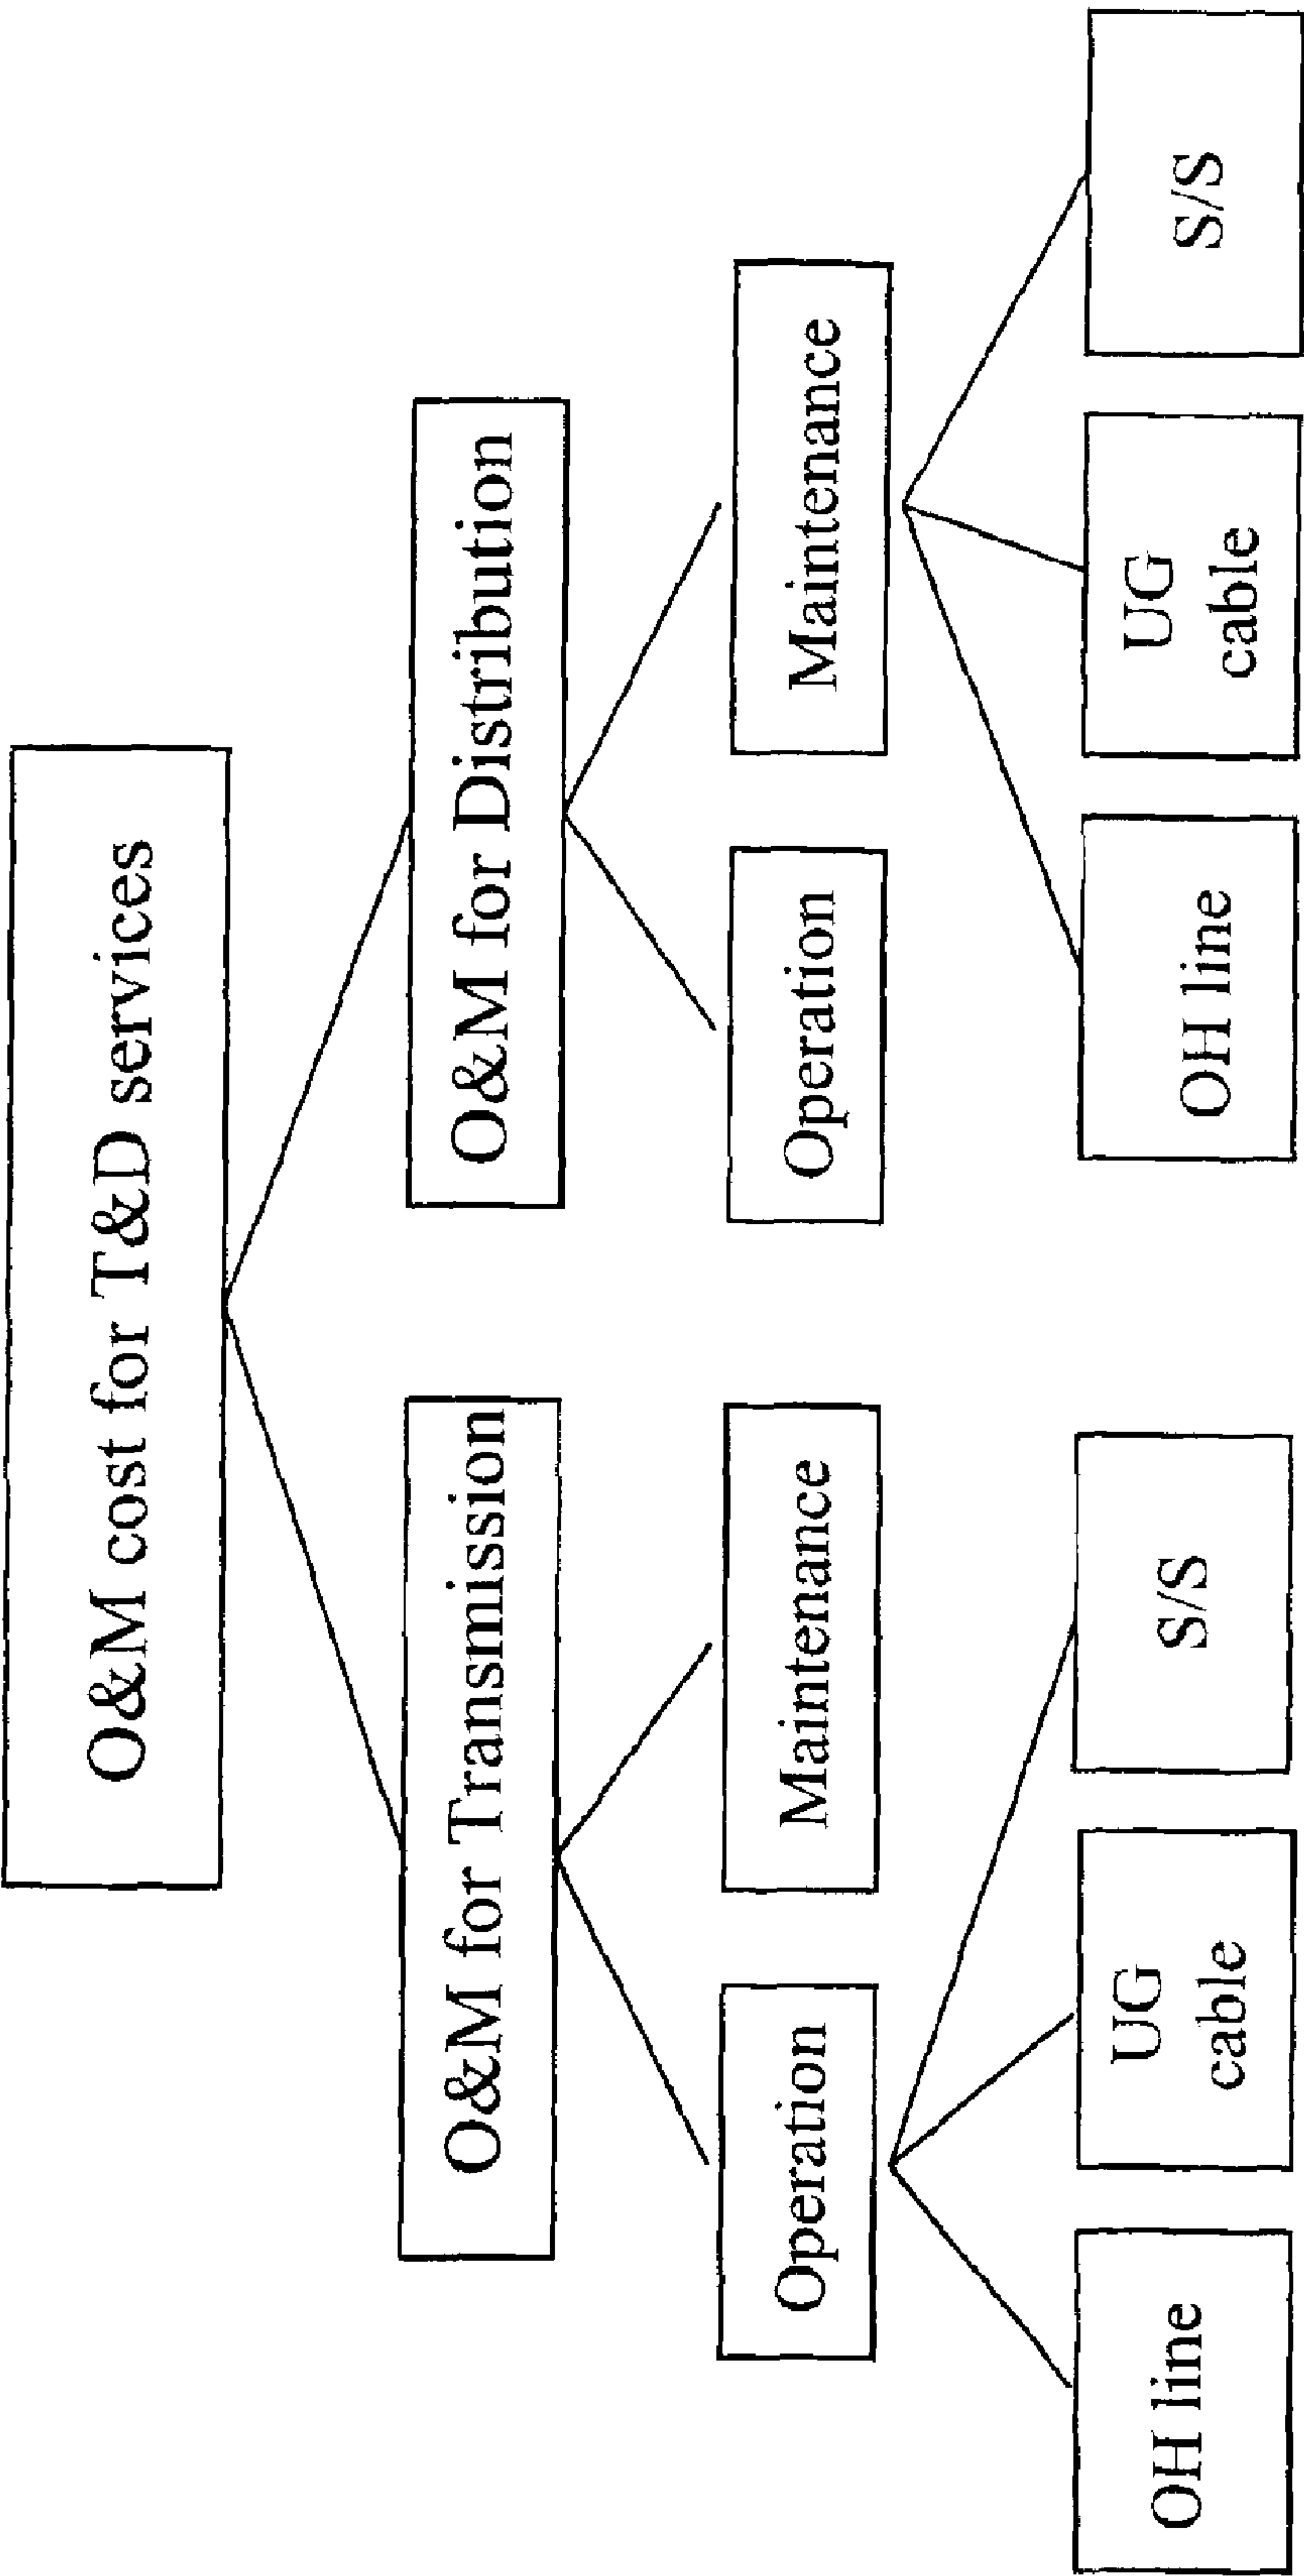 O&M cost for T&D services
O&M for Transmission
O&M for Distribution
Operation
Maintenance
Operation
Maintenance
OH line
UG
cable
S/S
OH line
UG
cable
S/S